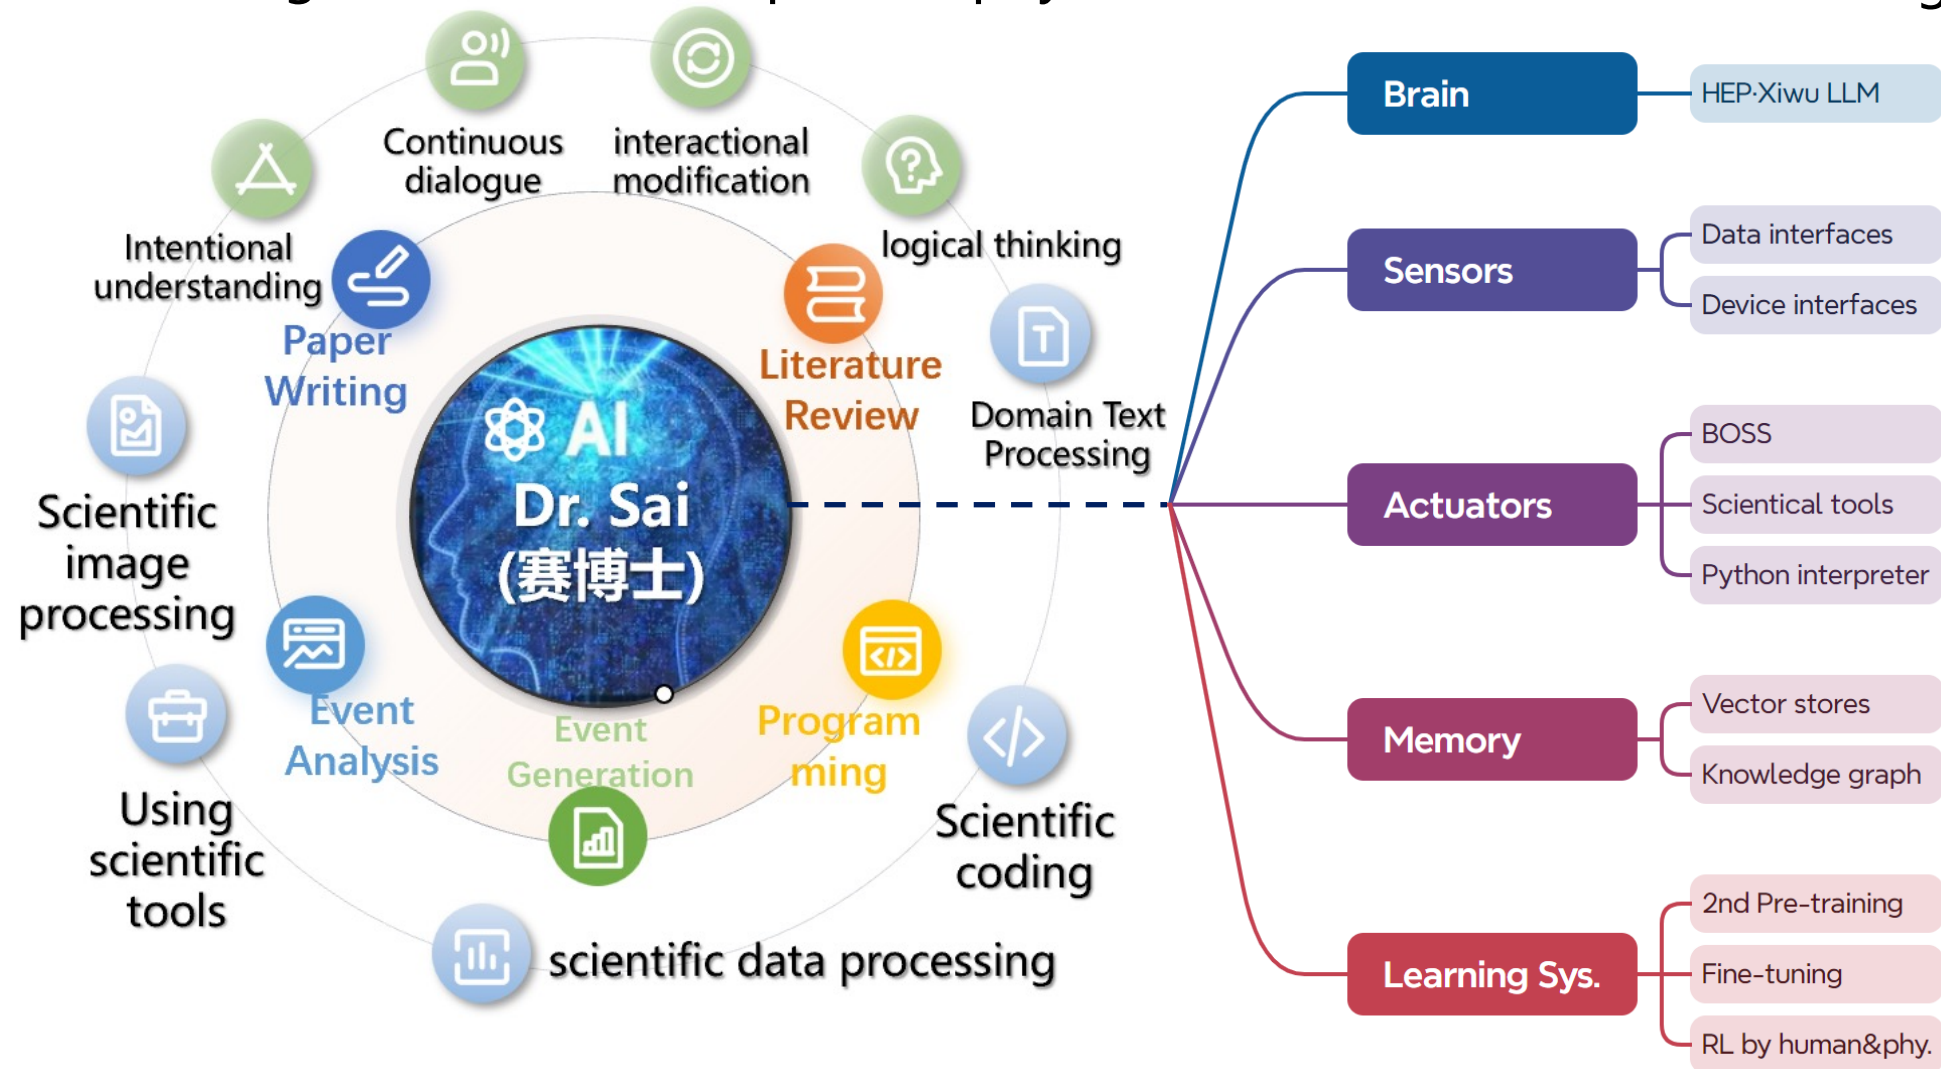 Continuous
dialogue
interactional
modification
Intentional
understanding
logical thinking
Paper
Writing
Literature
Review
Domain Text
Processing
AI
Dr. Sai
(赛博士)
Scientific
image
processing
Event
Analysis
Event
Generation
Program
ming
Using
scientific
tools
Scientific
coding
scientific data processing
Brain
HEP·Xiwu LLM
Sensors
Data interfaces
Device interfaces
Actuators
BOSS
Scientical tools
Python interpreter
Memory
Vector stores
Knowledge graph
Learning Sys.
2nd Pre-training
Fine-tuning
RL by human&phy.